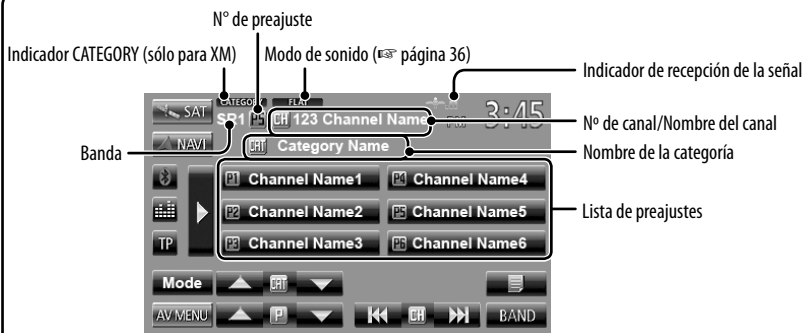 N° de preajuste
Indicador CATEGORY (sólo para XM)
Modo de sonido (☞ página 36)
Indicador de recepción de la señal
SAT
CATEGORY
FLAT
SR1 P5 CH 123 Channel Name
PM
3:45
Nº de canal/Nombre del canal
NAVI
CAT Category Name
Banda
Nombre de la categoría
P1 Channel Name1
P4 Channel Name4
P2 Channel Name2
P5 Channel Name5
Lista de preajustes
TP
P3 Channel Name3
P6 Channel Name6
Mode
CAT
AV MENU
P
CH
BAND